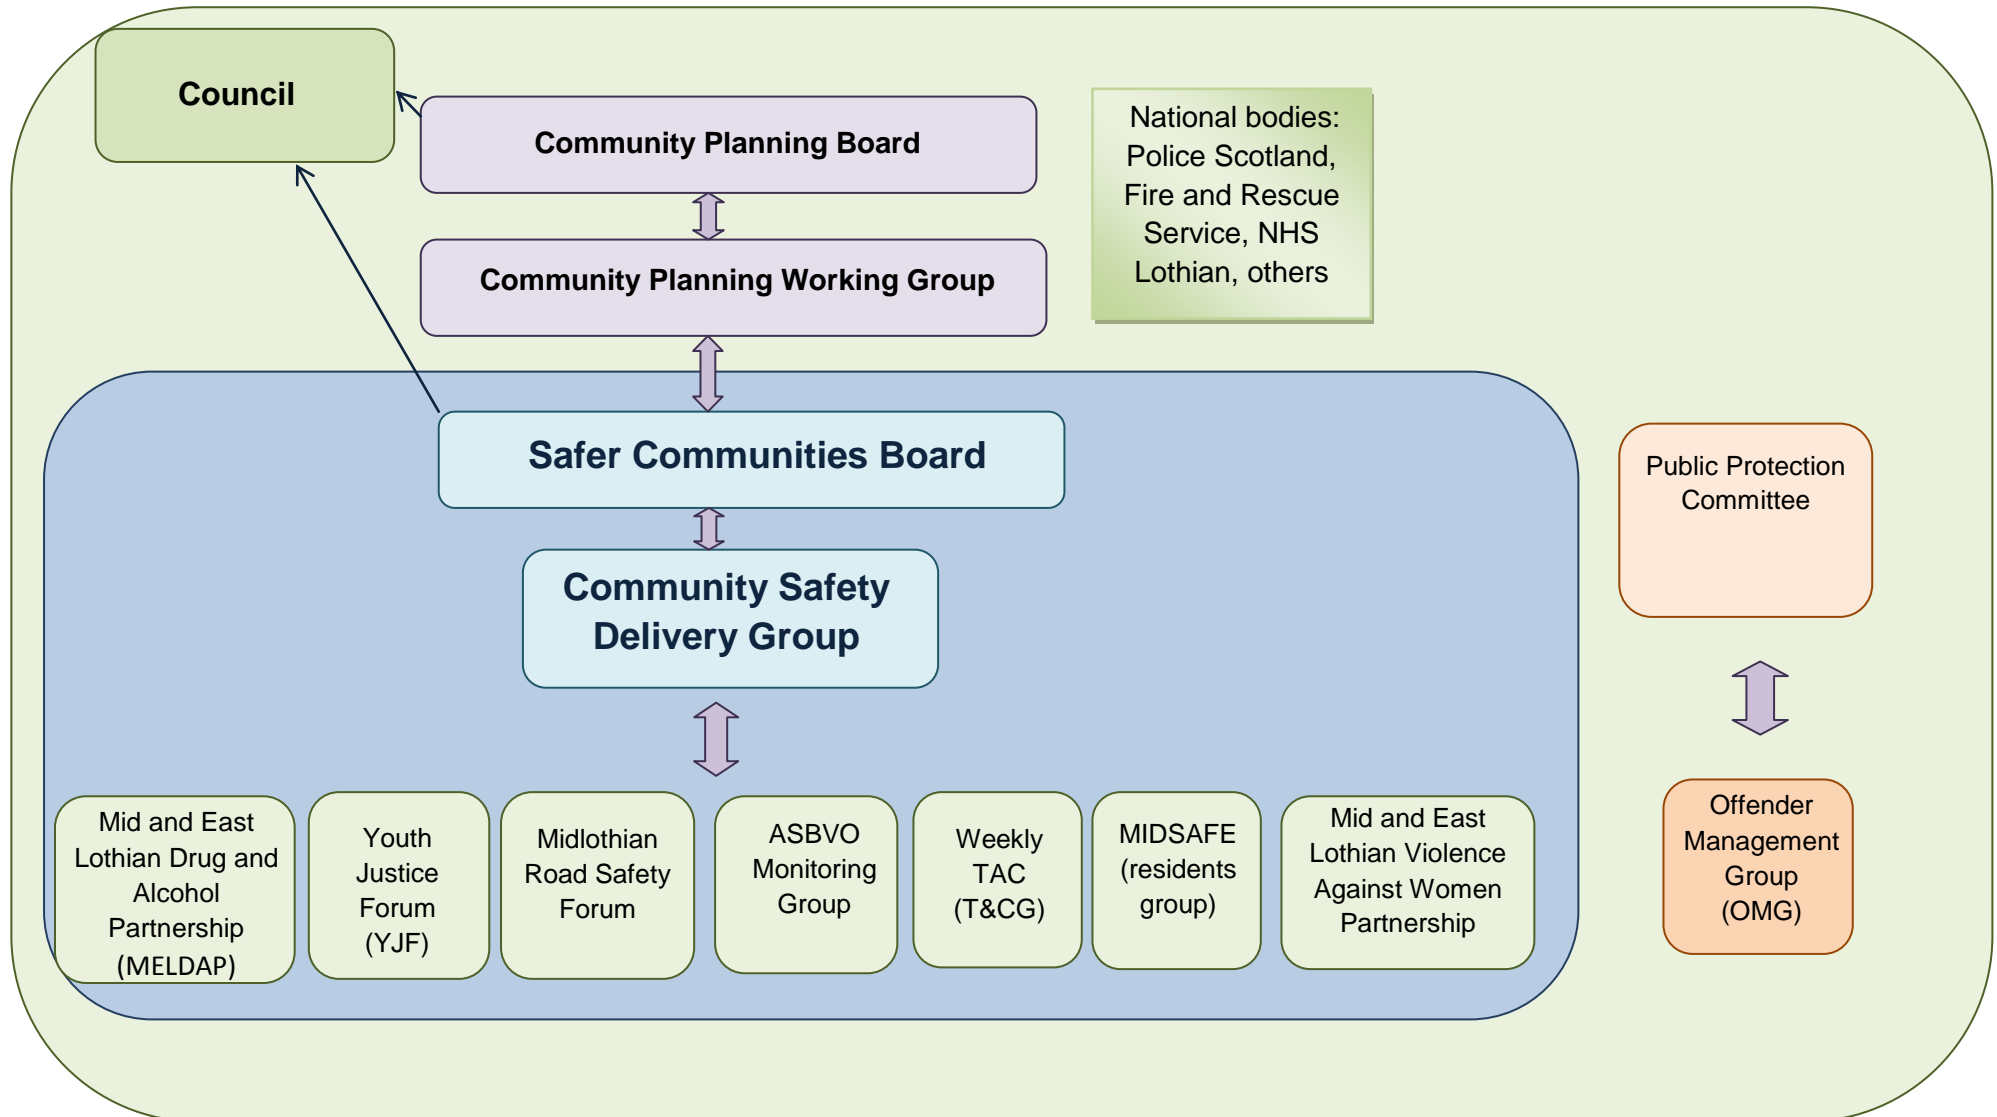 Council
Community Planning Board
National bodies:
Police Scotland,
Fire and Rescue
Service, NHS
Lothian, others
Community Planning Working Group
Safer Communities Board
Public Protection
Committee
Community Safety
Delivery Group
Mid and East
Lothian Drug and
Alcohol
Partnership
(MELDAP)
Youth
Justice
Forum
(YJF)
Midlothian
Road Safety
Forum
ASBVO
Monitoring
Group
Weekly
TAC
(T&CG)
MIDSAFE
(residents
group)
Mid and East
Lothian Violence
Against Women
Partnership
Offender
Management
Group
(OMG)